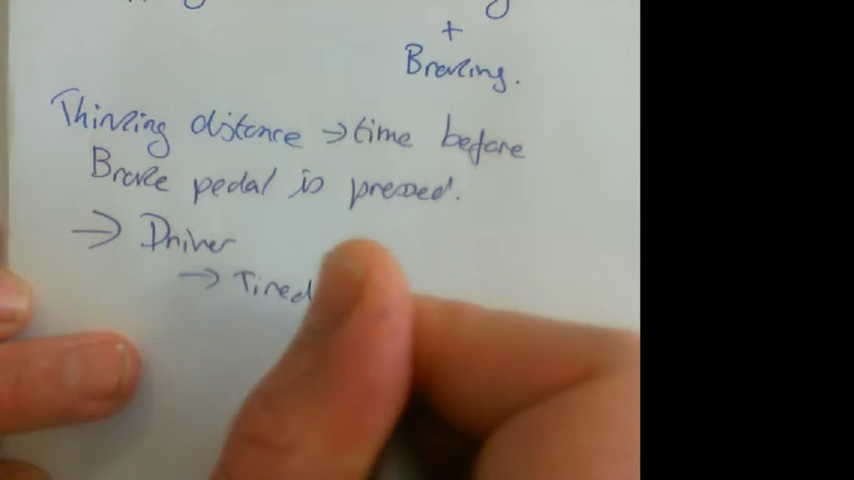 +
Braking.
Thinking distance → time before
Brake pedal is pressed.
→ Driver
→ Tired